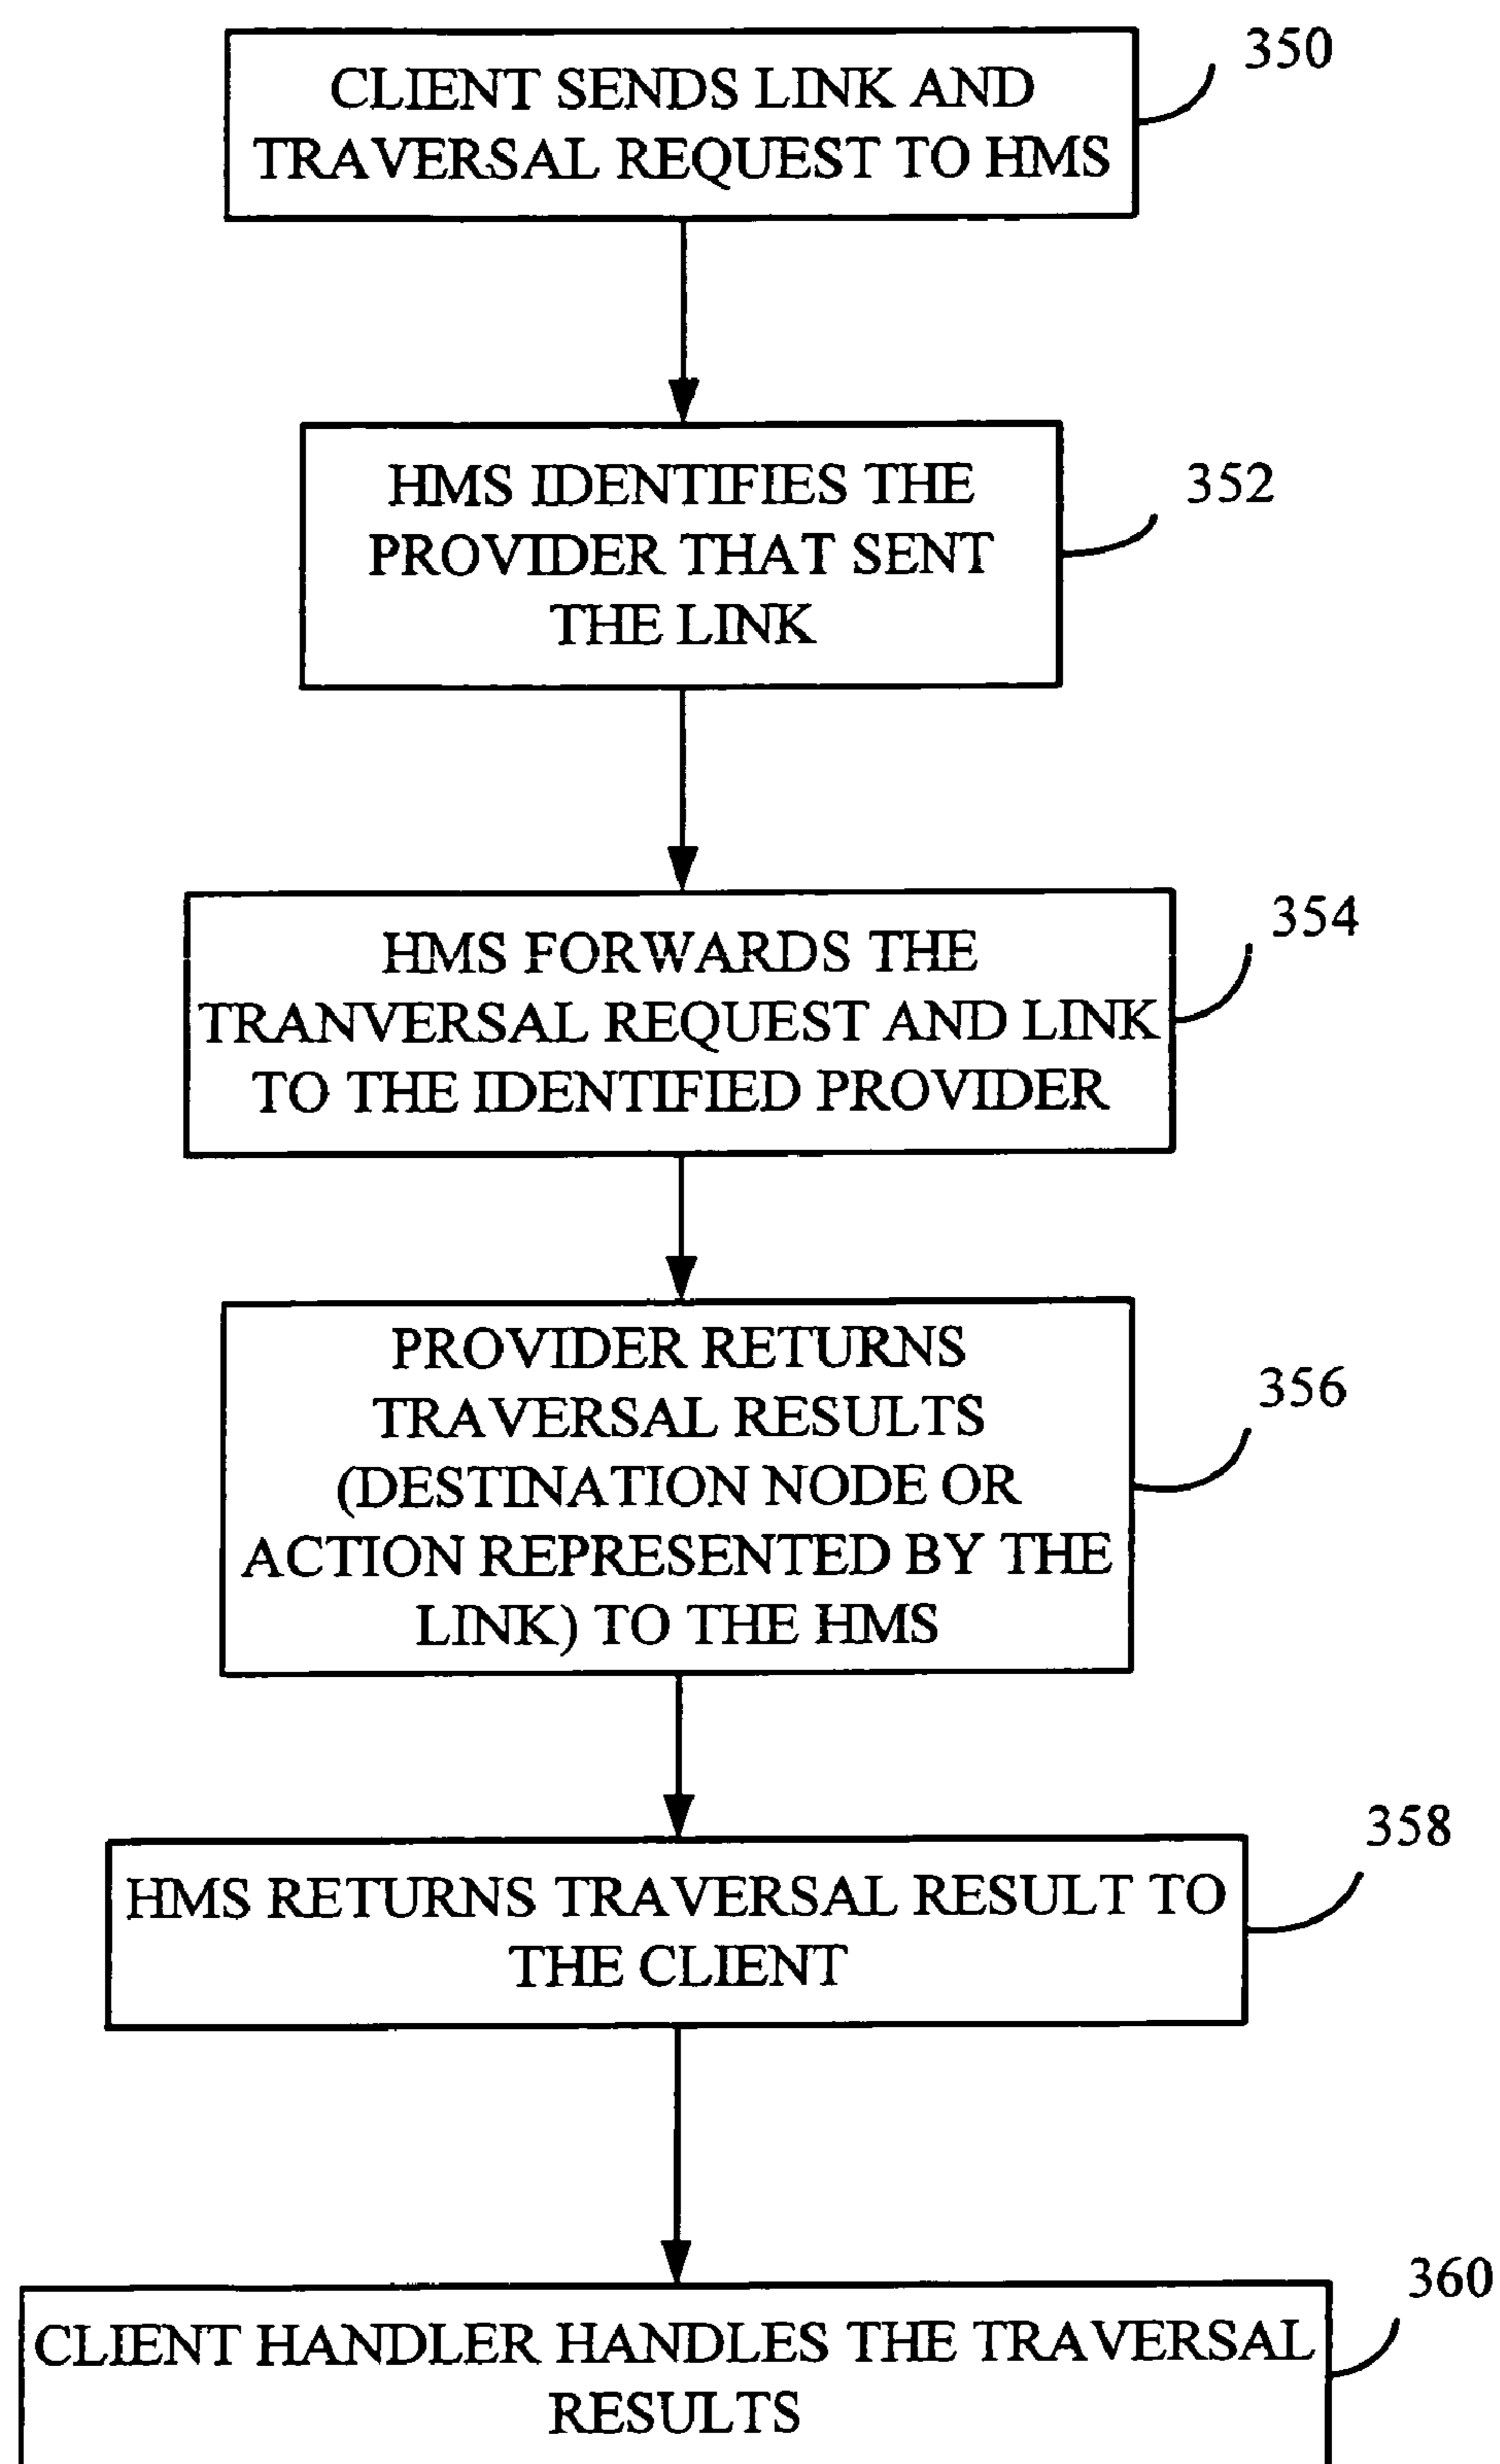 350
CLIENT SENDS LINK AND
TRAVERSAL REQUEST TO HMS
352
HMS IDENTIFIES THE
PROVIDER THAT SENT
THE LINK
354
HMS FORWARDS THE
TRANVERSAL REQUEST AND LINK
TO THE IDENTIFIED PROVIDER
356
PROVIDER RETURNS
TRAVERSAL RESULTS
(DESTINATION NODE OR
ACTION REPRESENTED BY THE
LINK) TO THE HMS
358
HMS RETURNS TRAVERSAL RESULT TO
THE CLIENT
360
CLIENT HANDLER HANDLES THE TRAVERSAL
RESULTS